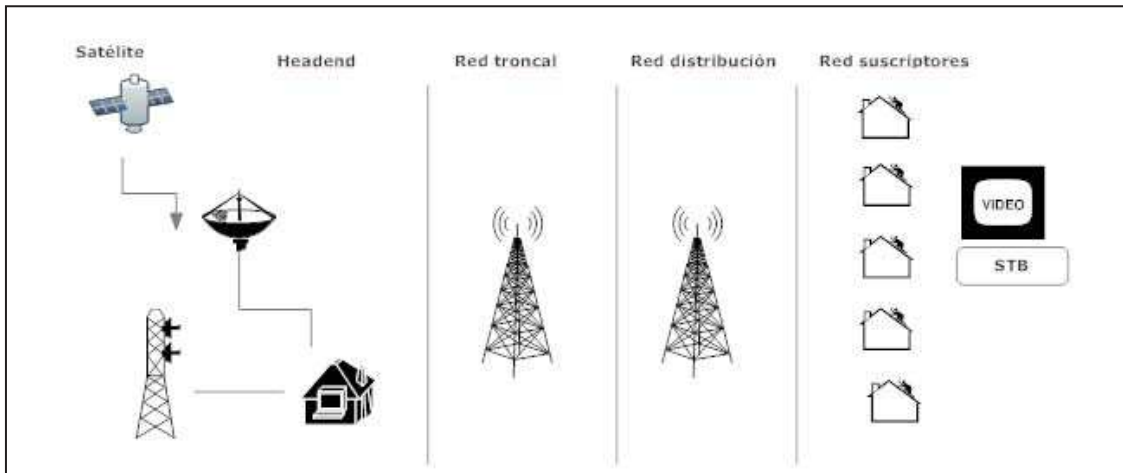 Satélite
Headend
Red troncal
Red distribución
Red suscriptores
VIDEO
STB